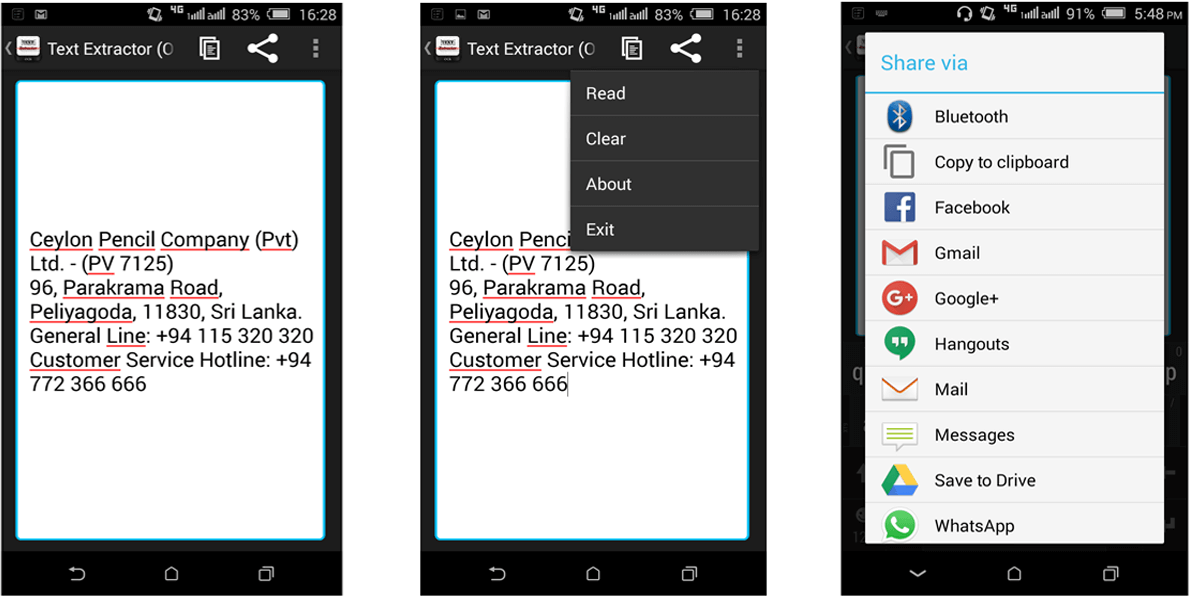 4G 83% 16:28
Text Extractor (O
Ceylon Pencil Company (Pvt)
Ltd. - (PV 7125)
96, Parakrama Road,
Peliyagoda, 11830, Sri Lanka.
General Line: +94 115 320 320
Customer Service Hotline: +94
772 366 666
4G 83% 16:28
Text Extractor (O
Read
Clear
About
Exit
Ceylon Penci
Ltd. - (PV 7125)
96, Parakrama Road,
Peliyagoda, 11830, Sri Lanka.
General Line: +94 115 320 320
Customer Service Hotline: +94
772 366 666
4G 91% 5:48 PM
Share via
Bluetooth
Copy to clipboard
Facebook
Gmail
G+ Google+
Hangouts
Mail
Messages
Save to Drive
WhatsApp
0
q p